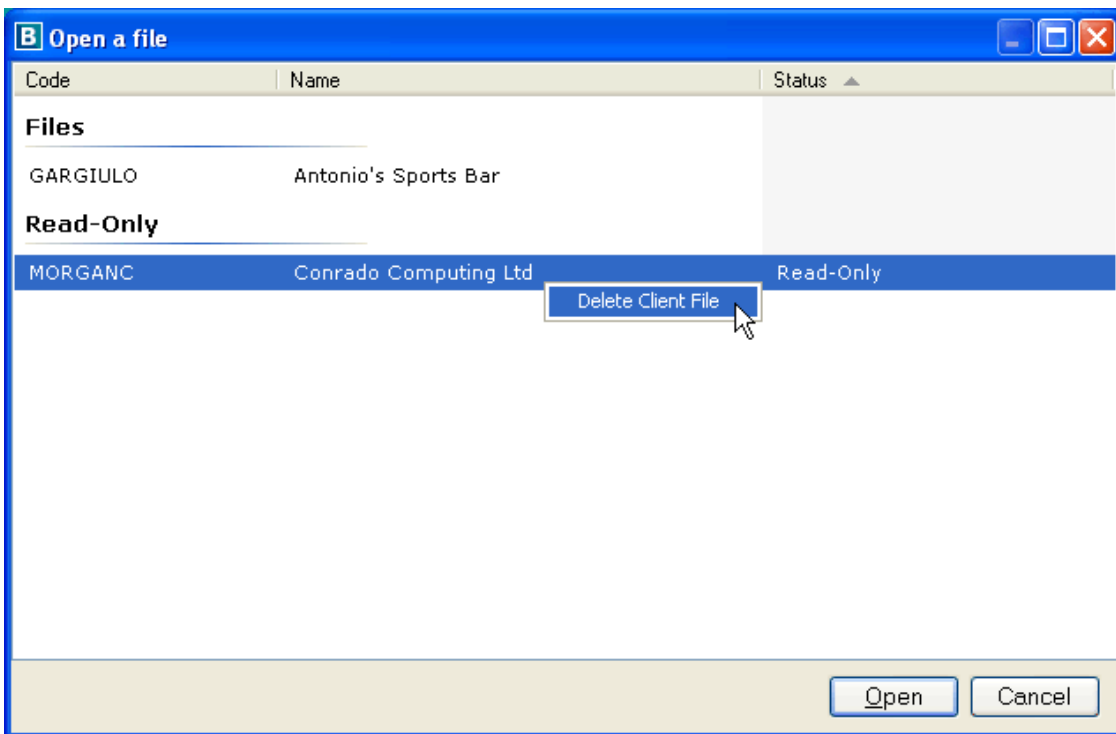 B Open a file
Code Name Status
Files
GARGIULO Antonio's Sports Bar
Read-Only
MORGANC Conrado Computing Ltd Read-Only
Delete Client File
Open Cancel